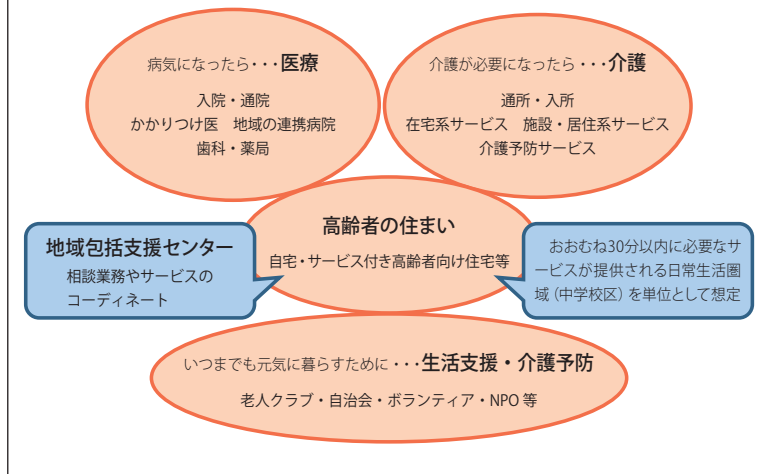 病気になったら・・・医療
入院・通院
かかりつけ医　地域の連携病院
歯科・薬局
介護が必要になったら・・・介護
通所・入所
在宅系サービス　施設・居住系サービス
介護予防サービス
高齢者の住まい
自宅・サービス付き高齢者向け住宅等
地域包括支援センター
相談業務やサービスの
コーディネート
おおむね30分以内に必要なサ
ービスが提供される日常生活圏
域（中学校区）を単位として想定
いつまでも元気に暮らすために・・・生活支援・介護予防
老人クラブ・自治会・ボランティア・NPO 等